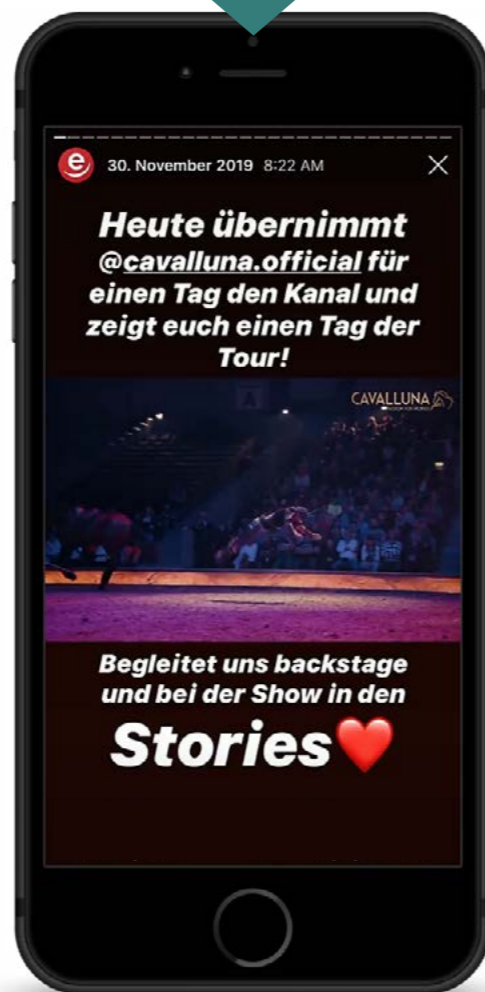 e
30. November 2019 8:22 AM
Heute übernimmt
@cavalluna.official für
einen Tag den Kanal und
zeigt euch einen Tag der
Tour!
A
CAVALLUNA
Begleitet uns backstage
und bei der Show in den
Stories❤️